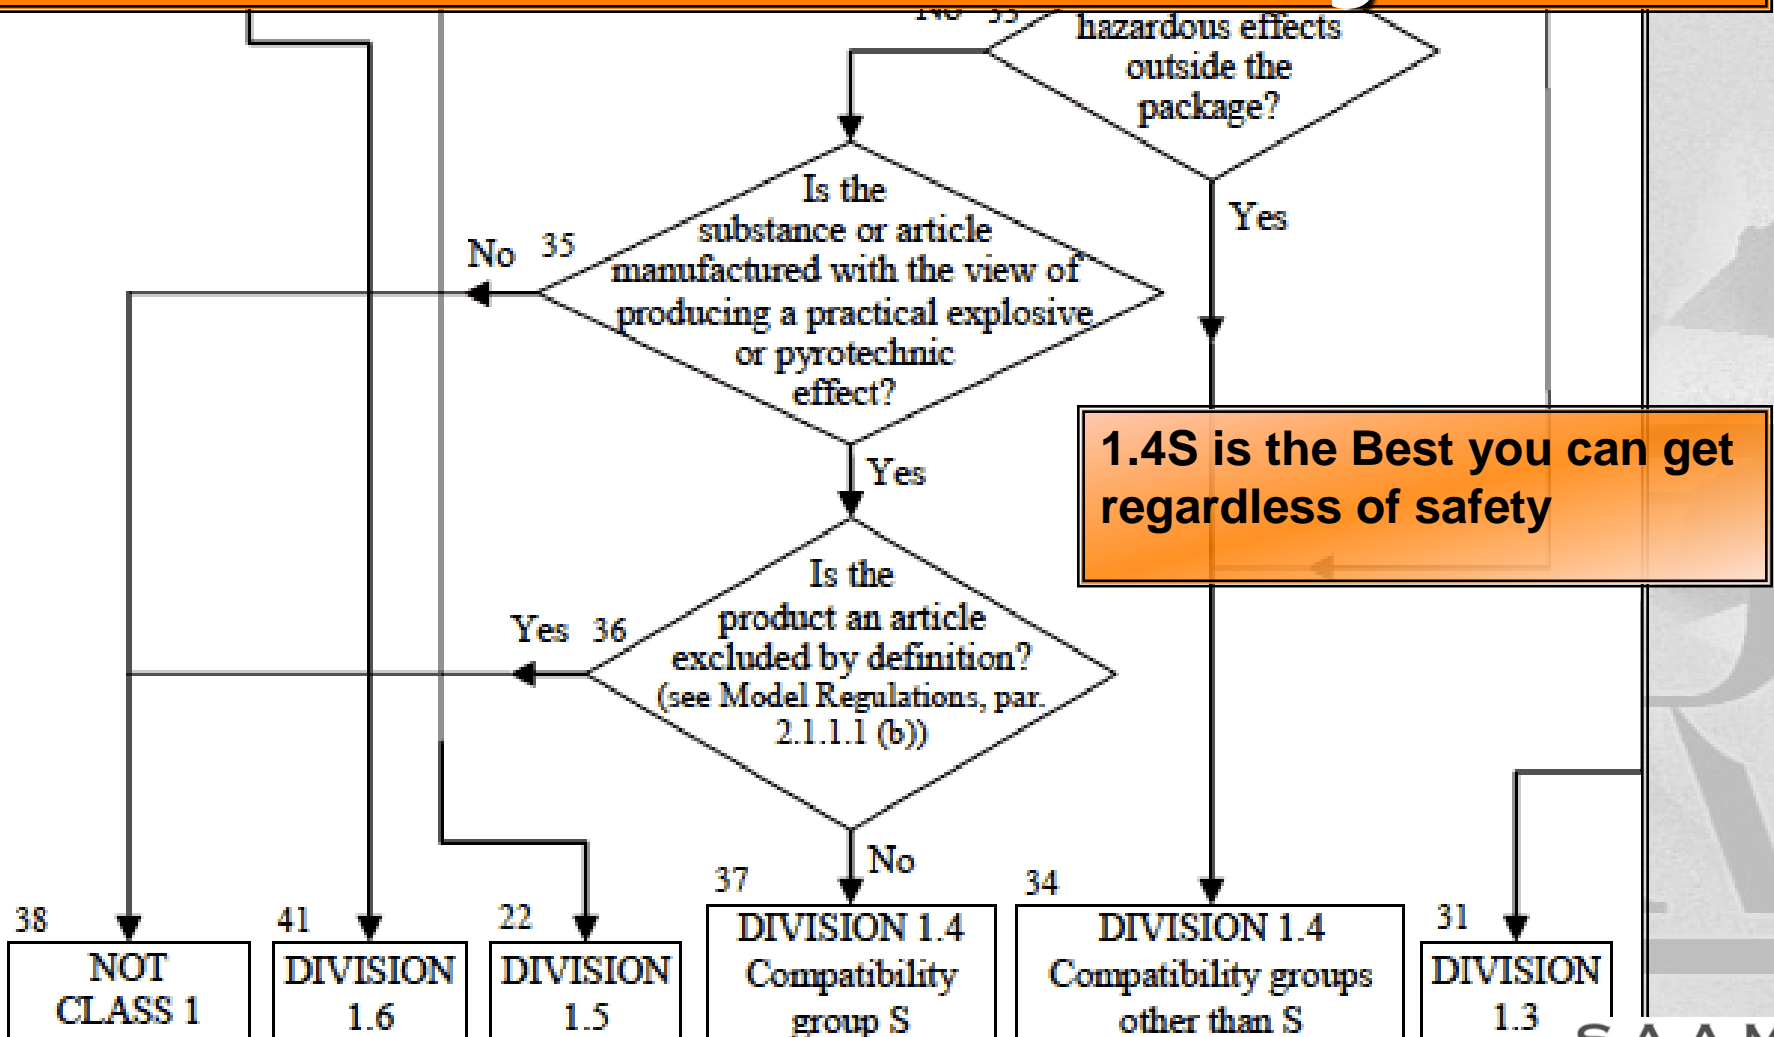 No 33
hazardous effects
outside the
package?
Yes
Is the
substance or article
manufactured with the view of
producing a practical explosive
or pyrotechnic
effect?
No 35
Yes
1.4S is the Best you can get
regardless of safety
Is the
product an article
excluded by definition?
(see Model Regulations, par.
2.1.1.1 (b))
Yes 36
No
38
NOT
CLASS 1
41
DIVISION
1.6
22
DIVISION
1.5
37
DIVISION 1.4
Compatibility
group S
34
DIVISION 1.4
Compatibility groups
other than S
31
DIVISION
1.3